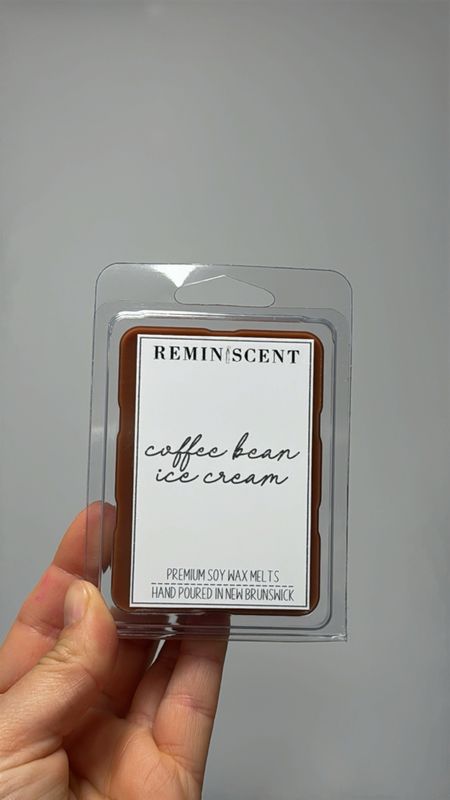 REMINISCENT
coffee bean
ice cream
PREMIUM SOY WAX MELTS
HAND POURED IN NEW BRUNSWICK